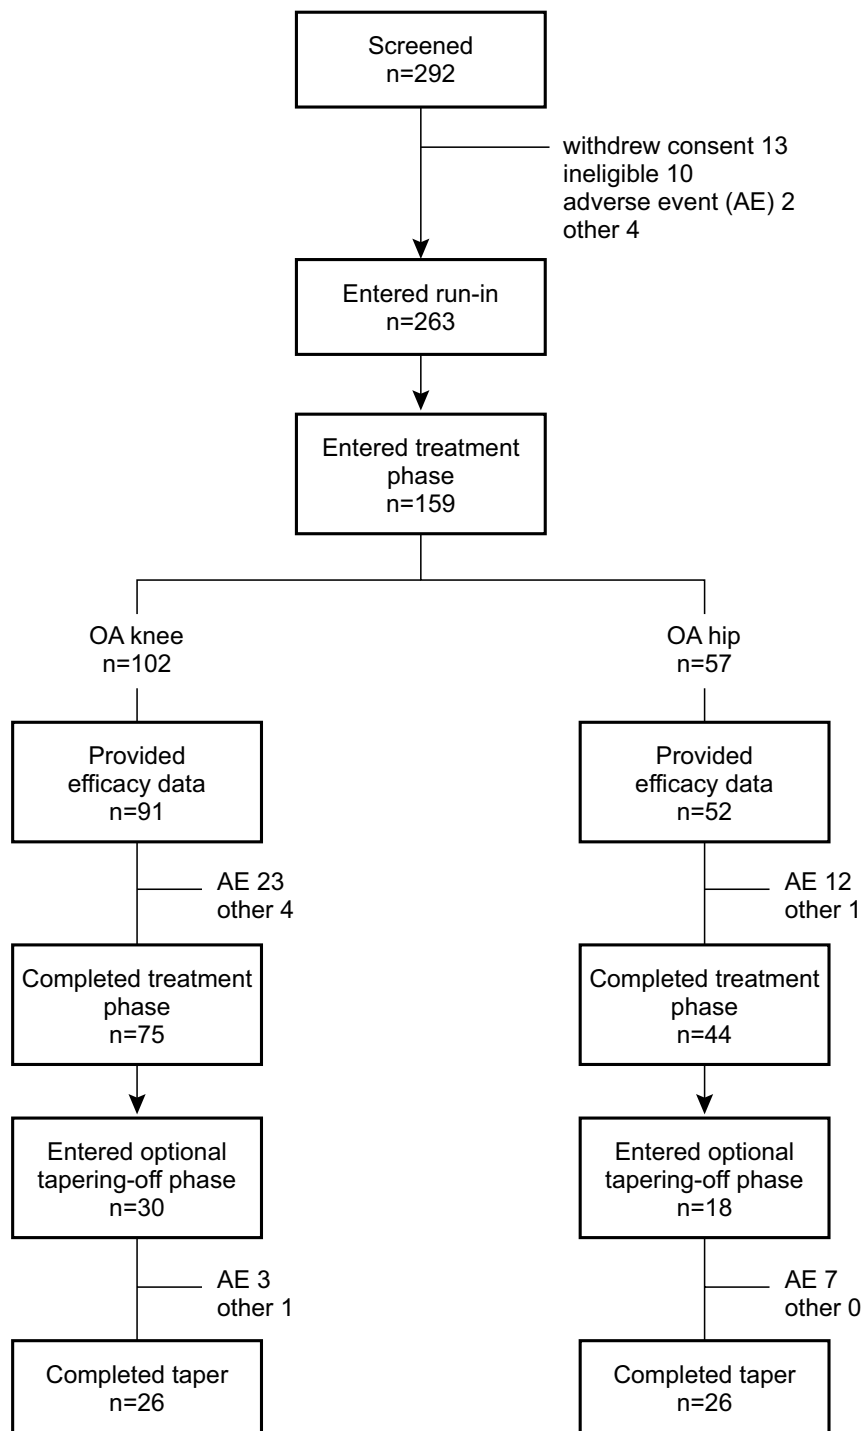 Screened
n=292
withdrew consent 13
ineligible 10
adverse event (AE) 2
other 4
Entered run-in
n=263
Entered treatment
phase
n=159
OA knee
n=102
OA hip
n=57
Provided
efficacy data
n=91
Provided
efficacy data
n=52
AE 23
other 4
AE 12
other 1
Completed treatment
phase
n=75
Completed treatment
phase
n=44
Entered optional
tapering-off phase
n=30
Entered optional
tapering-off phase
n=18
AE 3
other 1
AE 7
other 0
Completed taper
n=26
Completed taper
n=26